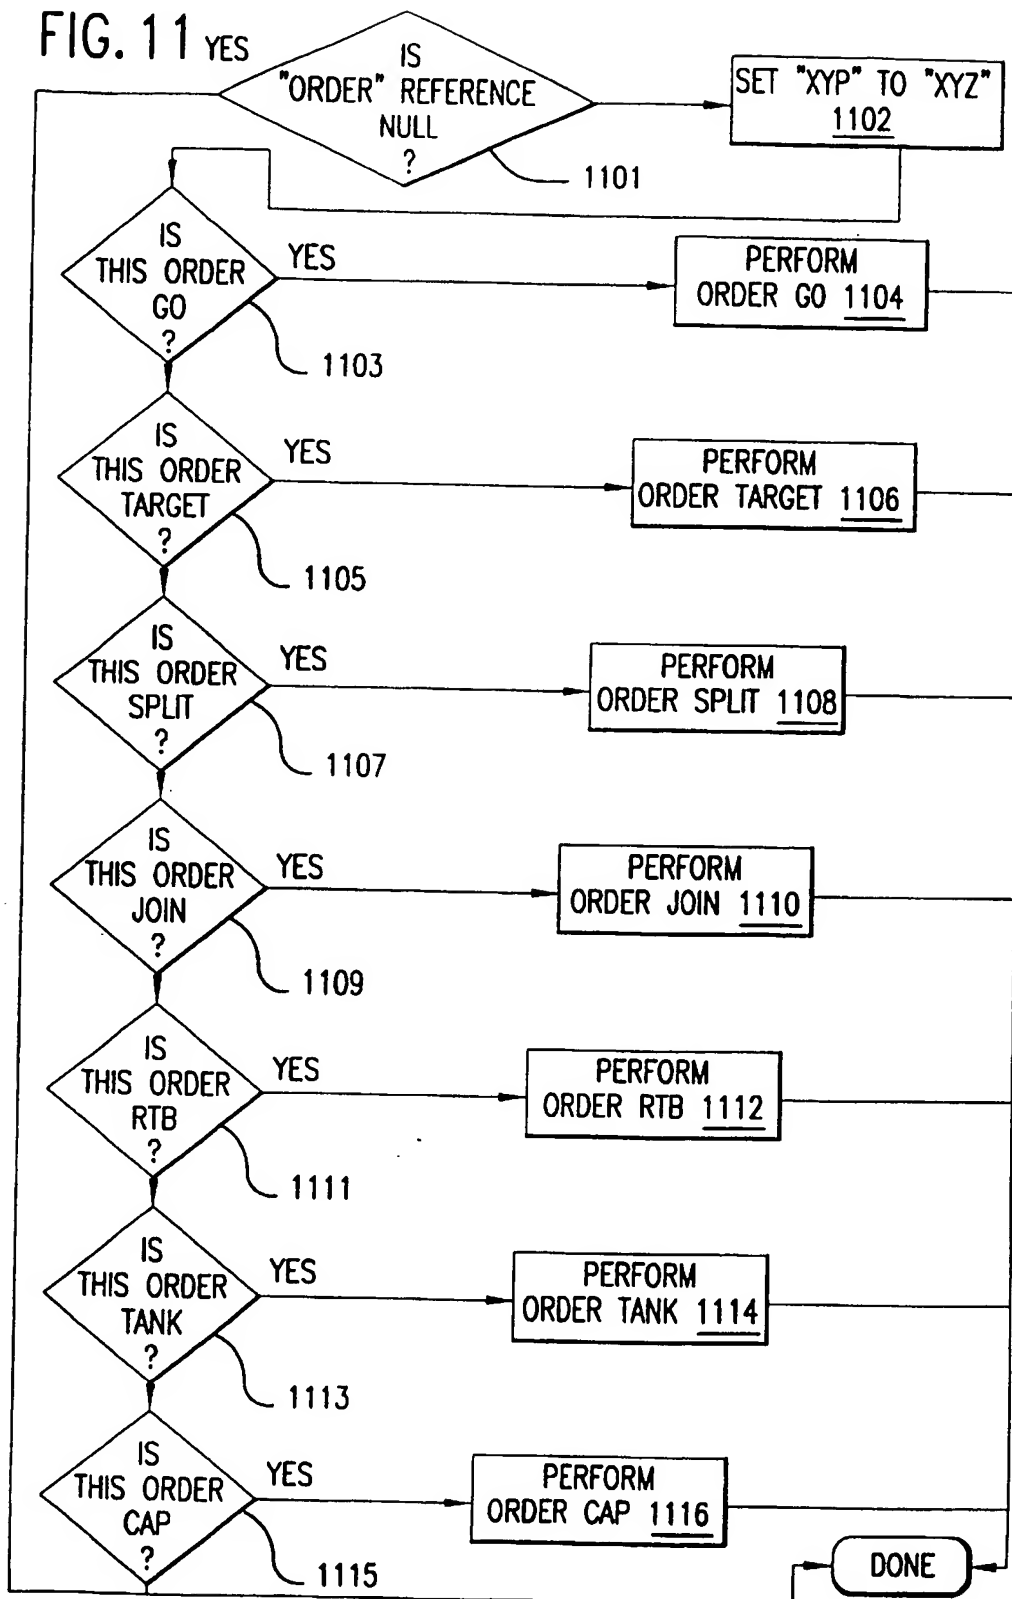 FIG. 11
YES
IS
"ORDER" REFERENCE
NULL
?
1101
SET "XYP" TO "XYZ"
1102
IS
THIS ORDER
GO
?
1103
YES
PERFORM
ORDER GO 1104
IS
THIS ORDER
TARGET
?
1105
YES
PERFORM
ORDER TARGET 1106
IS
THIS ORDER
SPLIT
?
1107
YES
PERFORM
ORDER SPLIT 1108
IS
THIS ORDER
JOIN
?
1109
YES
PERFORM
ORDER JOIN 1110
IS
THIS ORDER
RTB
?
1111
YES
PERFORM
ORDER RTB 1112
IS
THIS ORDER
TANK
?
1113
YES
PERFORM
ORDER TANK 1114
IS
THIS ORDER
CAP
?
1115
YES
PERFORM
ORDER CAP 1116
DONE